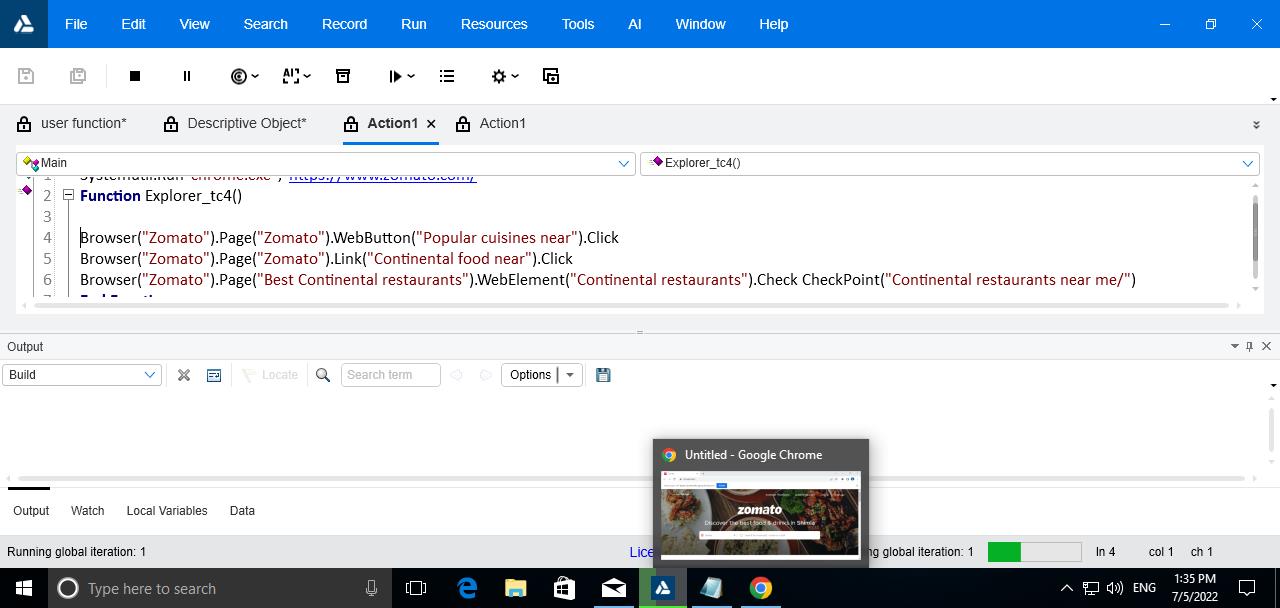 File Edit View Search Record Run Resources Tools AI Window Help
user function* Descriptive Object* Action1 Action1
Main Explorer_tc4()
1 SystemUtil.Run "chrome.exe", "https://www.zomato.com/"
2 Function Explorer_tc4()
3
4 Browser("Zomato").Page("Zomato").WebButton("Popular cuisines near").Click
5 Browser("Zomato").Page("Zomato").Link("Continental food near").Click
6 Browser("Zomato").Page("Best Continental restaurants").WebElement("Continental restaurants").Check CheckPoint("Continental restaurants near me/")
7 End Function
Output
Build Locate Search term Options
Untitled - Google Chrome
zomato
Discover the best food & drinks in Shimla
Output Watch Local Variables Data
Running global iteration: 1 Lice ng global iteration: 1 ln 4 col 1 ch 1
Type here to search ENG 1:35 PM
7/5/2022